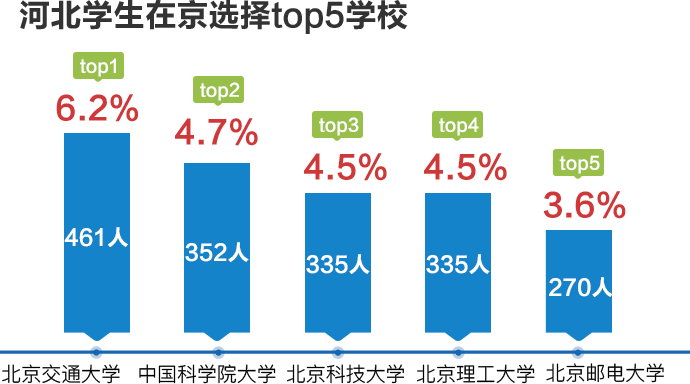 河北学生在京选择top5学校
top1
6.2%
461人
top2
4.7%
352人
top3
4.5%
335人
top4
4.5%
335人
top5
3.6%
270人
北京交通大学 中国科学院大学 北京科技大学 北京理工大学 北京邮电大学